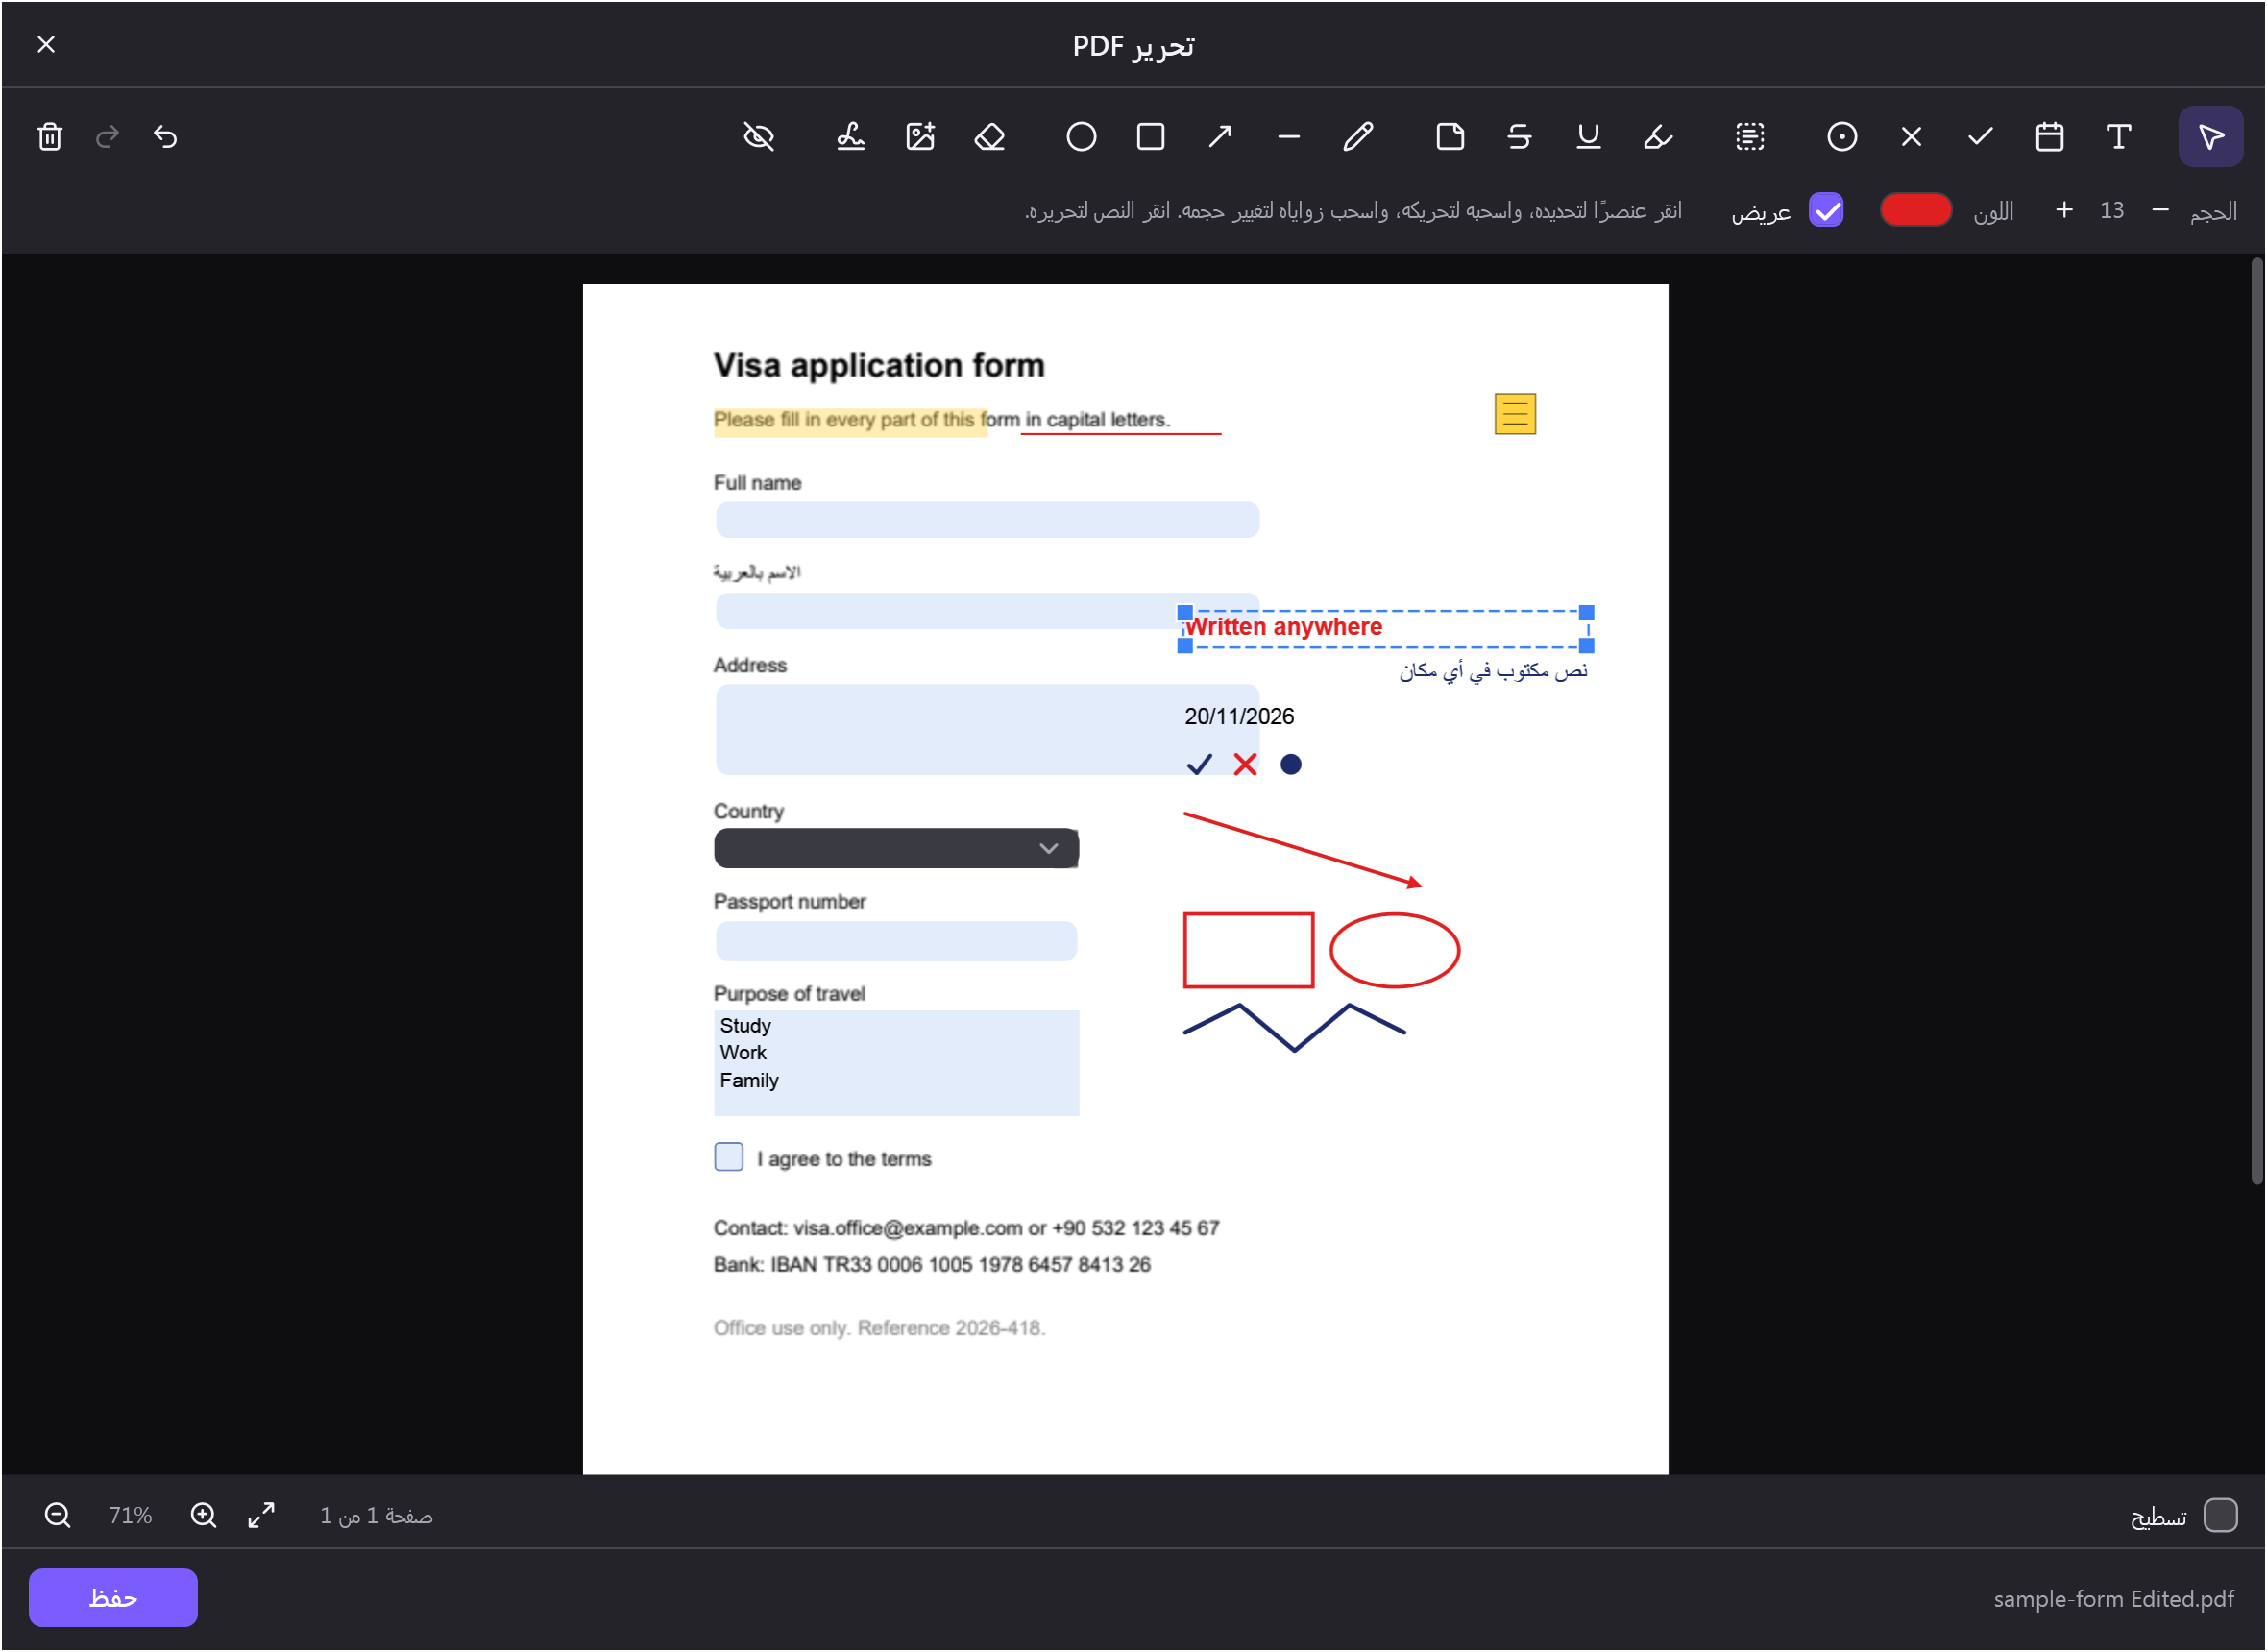 تحرير PDF
الحجم 13 اللون عريض انقر عنصرًا لتحديده، واسحبه لتحريكه، واسحب زواياه لتغيير حجمه. انقر النص لتحريره.
Visa application form
Please fill in every part of this form in capital letters.
Full name
الاسم بالعربية
Written anywhere
Address
نص مكتوب في أي مكان
20/11/2026
Country
Passport number
Purpose of travel
Study
Work
Family
I agree to the terms
Contact: visa.office@example.com or +90 532 123 45 67
Bank: IBAN TR33 0006 1005 1978 6457 8413 26
Office use only. Reference 2026-418.
تسطيح صفحة 1 من 1 71%
sample-form Edited.pdf حفظ